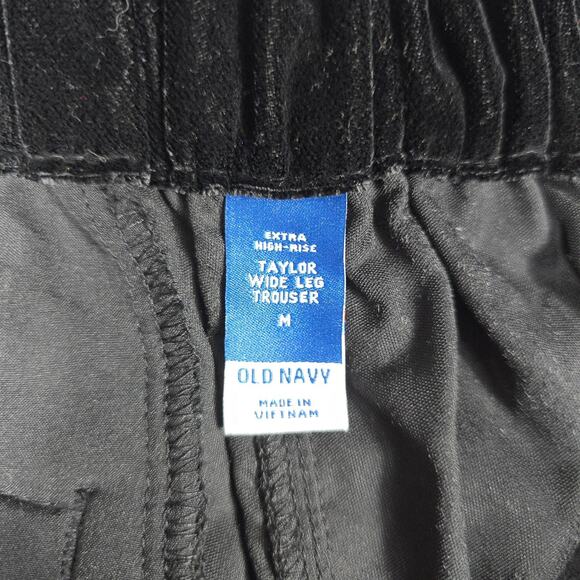 EXTRA
HIGH-RISE
TAYLOR
WIDE LEG
TROUSER
M
OLD NAVY
MADE IN
VIETNAM